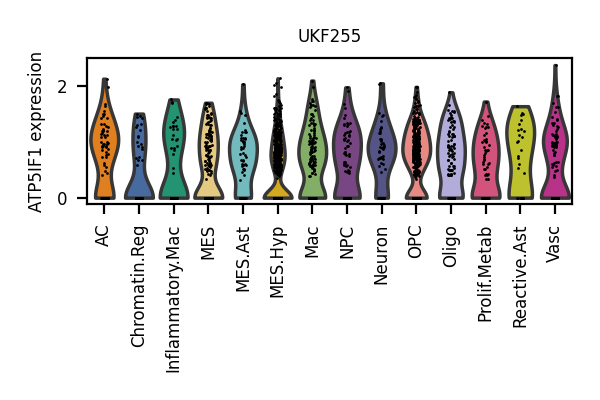 UKF255
ATP5IF1 expression
2
0
AC
Chromatin.Reg
Inflammatory.Mac
MES
MES.Ast
MES.Hyp
Mac
NPC
Neuron
OPC
Oligo
Prolif.Metab
Reactive.Ast
Vasc